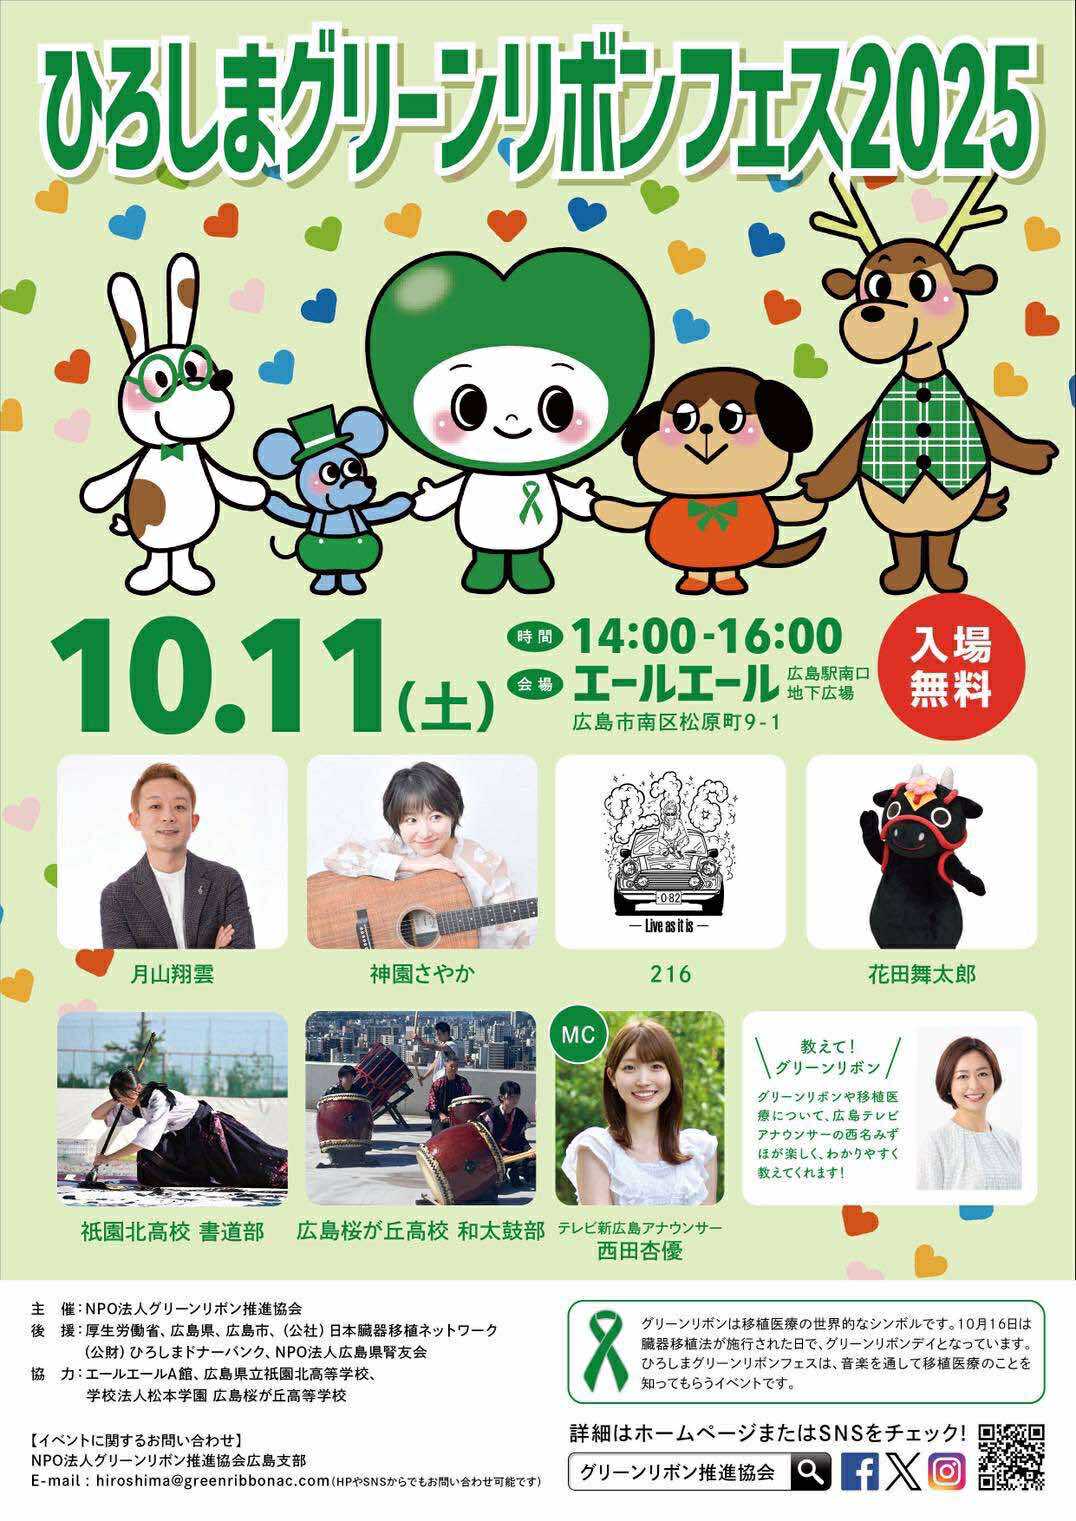 ひろしまグリーンリボンフェス2025
10.11(土)
時間 14:00-16:00
会場 エールエール 広島駅南口
地下広場
広島市南区松原町9-1
入場
無料
082
Live as it is
月山翔雲
神園さやか
216
花田舞太郎
MC
教えて!
グリーンリボン
グリーンリボンや移植医
療について、広島テレビ
アナウンサーの西名みず
ほが楽しく、わかりやすく
教えてくれます!
祇園北高校 書道部
広島桜が丘高校 和太鼓部
テレビ新広島アナウンサー
西田杏優
主 催:NPO法人グリーンリボン推進協会
後 援:厚生労働省、広島県、広島市、(公社)日本臓器移植ネットワーク
(公財)ひろしまドナーバンク、NPO法人広島県腎友会
協 力:エールエールA館、広島県立祇園北高等学校、
学校法人松本学園 広島桜が丘高等学校
【イベントに関するお問い合わせ】
NPO法人グリーンリボン推進協会広島支部
E-mail : hiroshima@greenribbonac.com(HPやSNSからでもお問い合わせ可能です)
グリーンリボンは移植医療の世界的なシンボルです。10月16日は
臓器移植法が施行された日で、グリーンリボンデイとなっています。
ひろしまグリーンリボンフェスは、音楽を通して移植医療のことを
知ってもらうイベントです。
詳細はホームページまたはSNSをチェック!
グリーンリボン推進協会